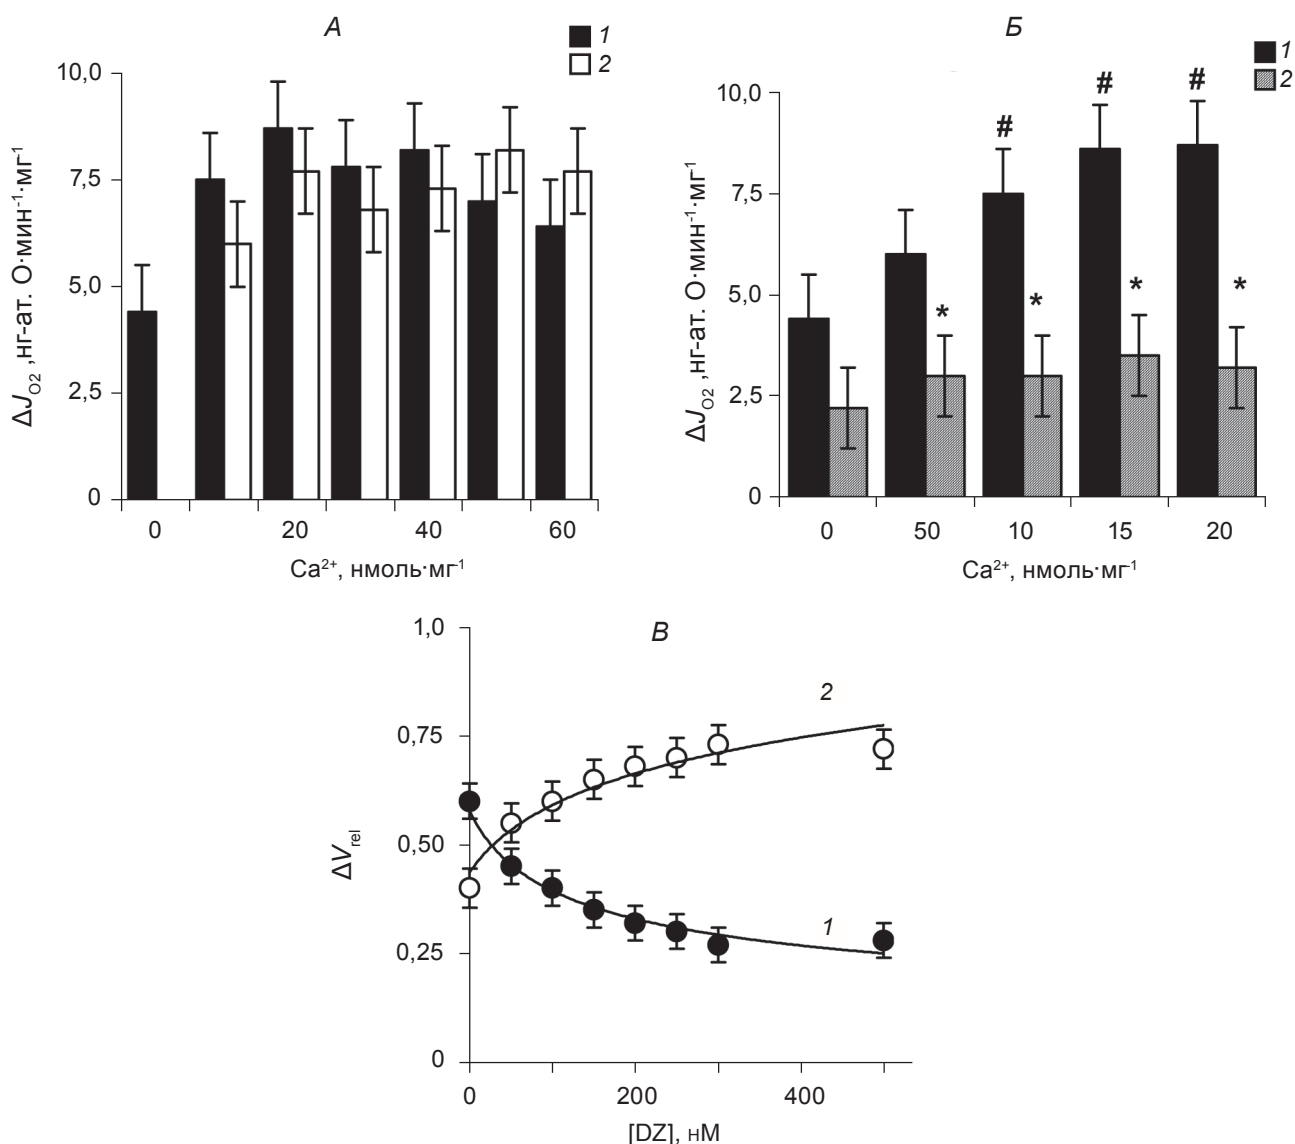 А
1
2
10,0
7,5
5,0
2,5
0
ΔJO2 ,нг-ат. О·мин-1·мг-1
0 20 40 60
Ca2+, нмоль·мг-1
Б
1
2
10,0
7,5
5,0
2,5
0
ΔJO2 ,нг-ат. О·мин-1·мг-1
# # #
* * * *
0 50 10 15 20
Ca2+, нмоль·мг-1
В
1,0
0,75
0,50
0,25
0
ΔVrel
2
1
0 200 400
[DZ], нМ